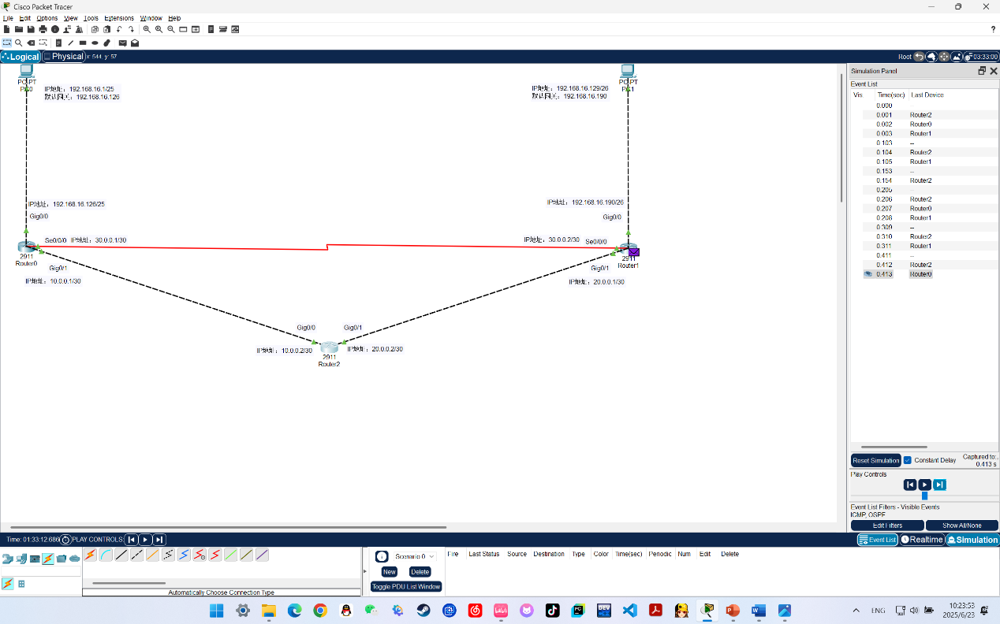 Cisco Packet Tracer
File Edit Options View Tools Extensions Window Help
?
Logical Physical x: 544, y: 57 Root 03:33:00
PC-PT
PC0
IP地址：192.168.16.1/25
默认网关：192.168.16.126
IP地址：192.168.16.129/26
默认网关：192.168.16.190
PC-PT
PC1
IP地址：192.168.16.126/25
Gig0/0
IP地址：192.168.16.190/26
Gig0/0
Se0/0/0 IP地址：30.0.0.1/30
IP地址：30.0.0.2/30 Se0/0/0
2911
Router0
2911
Router1
Gig0/1
Gig0/1
IP地址：10.0.0.1/30
IP地址：20.0.0.1/30
Gig0/0 Gig0/1
IP地址：10.0.0.2/30 IP地址：20.0.0.2/30
2911
Router2
Simulation Panel
Event List
Vis Time(sec) Last Device
0.000
0.001 Router2
0.002 Router0
0.003 Router1
0.103 --
0.104 Router2
0.105 Router1
0.153 --
0.154 Router2
0.205 --
0.206 Router2
0.207 Router0
0.208 Router1
0.309 --
0.310 Router2
0.311 Router1
0.411 --
0.412 Router2
0.413 Router0
Reset Simulation Constant Delay Captured to:
0.413 s
Play Controls
Event List Filters - Visible Events
ICMP, OSPF
Edit Filters Show All/None
Time: 01:33:12.686 PLAY CONTROLS: Event List Realtime Simulation
Scenario 0
New Delete
Toggle PDU List Window
Fire Last Status Source Destination Type Color Time(sec) Periodic Num Edit Delete
Automatically Choose Connection Type
ENG
10:23:53
2025/6/23